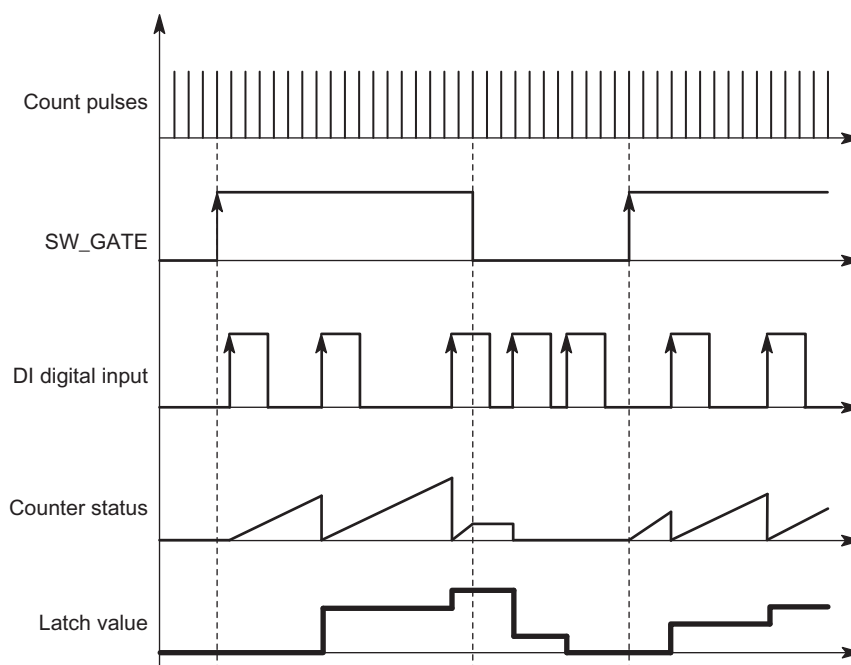 Count pulses
SW_GATE
DI digital input
Counter status
Latch value